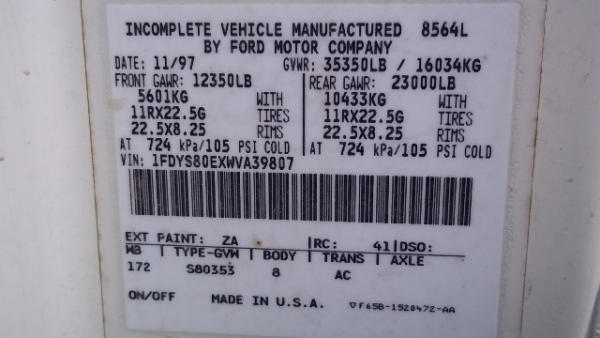 INCOMPLETE VEHICLE MANUFACTURED 8564L
BY FORD MOTOR COMPANY
DATE: 11/97 GVWR: 35350LB / 16034KG
FRONT GAWR: 12350LB REAR GAWR: 23000LB
5601KG WITH 10433KG WITH
11RX22.5G TIRES 11RX22.5G TIRES
22.5X8.25 RIMS 22.5X8.25 RIMS
AT 724 kPa/105 PSI COLD AT 724 kPa/105 PSI COLD
VIN: 1FDYS80EXWVA39807
EXT PAINT: ZA RC: 41 DSO:
WB TYPE-GVW BODY TRANS AXLE
172 S80353 8 AC
ON/OFF MADE IN U.S.A. ▽F65B-1520472-AA